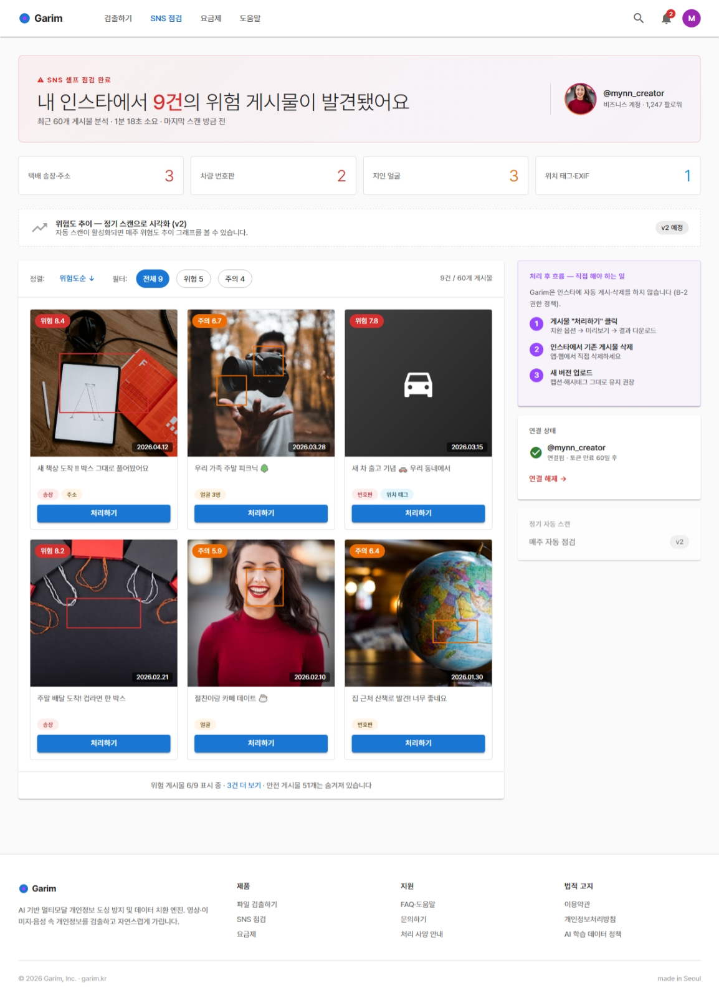 Garim
검출하기
SNS 점검
요금제
도움말
2
M
SNS 셀프 점검 완료
내 인스타에서 9건의 위험 게시물이 발견됐어요
최근 60개 게시물 분석 · 1분 18초 소요 · 마지막 스캔 방금 전
@mynn_creator
비즈니스 계정 · 1,247 팔로워
택배 송장·주소
3
차량 번호판
2
지인 얼굴
3
위치 태그·EXIF
1
위험도 추이 — 정기 스캔으로 시각화 (v2)
자동 스캔이 활성화되면 매주 위험도 추이 그래프를 볼 수 있습니다.
v2 예정
정렬:
위험도순 ↓
필터:
전체 9
위험 5
주의 4
9건 / 60개 게시물
위험 8.4
2026.04.12
새 책상 도착 !! 박스 그대로 풀어봤어요
송장
주소
처리하기
주의 6.7
2026.03.28
우리 가족 주말 피크닉 🌳
얼굴 3명
처리하기
위험 7.8
2026.03.15
새 차 출고 기념 🚗 우리 동네에서
번호판
위치 태그
처리하기
위험 8.2
2026.02.21
주말 배달 도착! 컵라면 한 박스
송장
처리하기
주의 5.9
2026.02.10
절친이랑 카페 데이트 ☕
얼굴
처리하기
주의 6.4
2026.01.30
집 근처 산책로 발견! 너무 좋네요
번호판
처리하기
위험 게시물 6/9 표시 중 · 3건 더 보기 · 안전 게시물 51개는 숨겨져 있습니다
처리 후 흐름 — 직접 해야 하는 일
Garim은 인스타에 자동 게시·삭제를 하지 않습니다 (B-2
권한 정책).
1
게시물 "처리하기" 클릭
치환 옵션 → 미리보기 → 결과 다운로드
2
인스타에서 기존 게시물 삭제
앱·웹에서 직접 삭제하세요
3
새 버전 업로드
캡션·해시태그 그대로 유지 권장
연결 상태
@mynn_creator
연결됨 · 토큰 만료 60일 후
연결 해제 →
정기 자동 스캔
매주 자동 점검
v2
Garim
AI 기반 멀티모달 개인정보 도싱 방지 및 데이터 치환 엔진. 영상·이
미지·음성 속 개인정보를 검출하고 자연스럽게 가립니다.
제품
파일 검출하기
SNS 점검
요금제
지원
FAQ·도움말
문의하기
처리 사양 안내
법적 고지
이용약관
개인정보처리방침
AI 학습 데이터 정책
© 2026 Garim, Inc. · garim.kr
made in Seoul